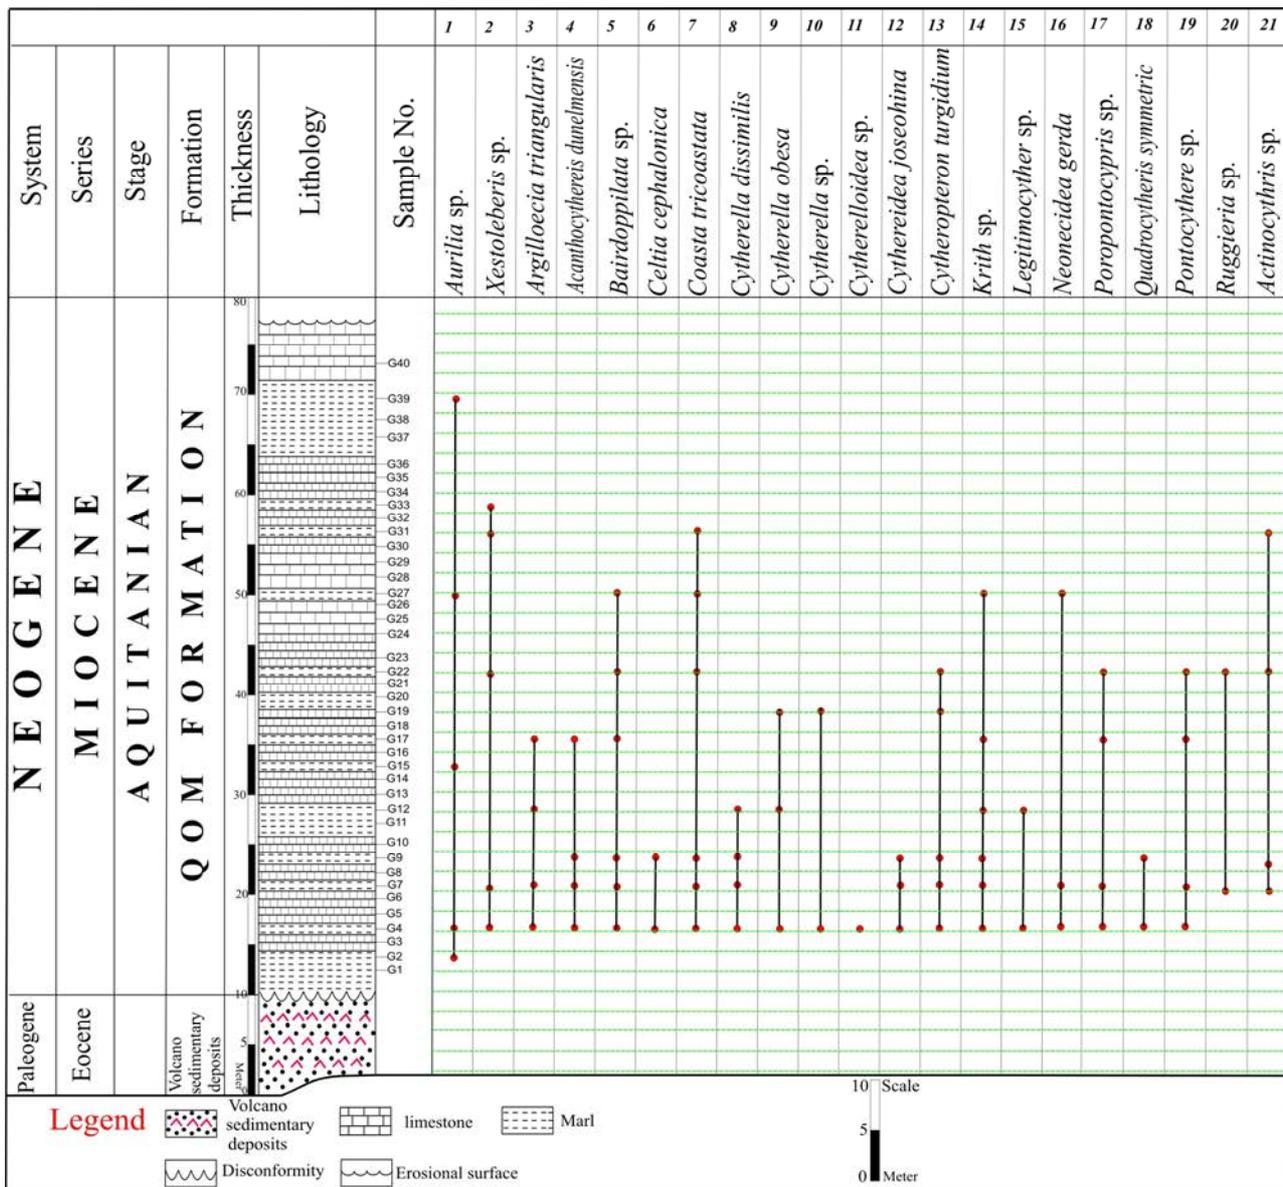 1 2 3 4 5 6 7 8 9 10 11 12 13 14 15 16 17 18 19 20 21
System
Series
Stage
Formation
Thickness
Lithology
Sample No.
Aurilia sp.
Xestoleberis sp.
Argilloecia triangularis
Acanthocythereis dunelmensis
Bairdoppilata sp.
Celtia cephalonica
Coasta tricoastata
Cytherella dissimilis
Cytherella obesa
Cytherella sp.
Cytherelloidea sp.
Cythereidea joseohina
Cytheropteron turgidium
Krith sp.
Legitimocyther sp.
Neonecidea gerda
Poropontocypris sp.
Quadrocytheris symmetric
Pontocythere sp.
Ruggieria sp.
Actinocythris sp.
NEOGENE
MIOCENE
AQUITANIAN
QOM FORMATION
80
70
60
50
40
30
20
10
5
0
Meter
G40
G39
G38
G37
G36
G35
G34
G33
G32
G31
G30
G29
G28
G27
G26
G25
G24
G23
G22
G21
G20
G19
G18
G17
G16
G15
G14
G13
G12
G11
G10
G9
G8
G7
G6
G5
G4
G3
G2
G1
Paleogene
Eocene
Volcano
sedimentary
deposits
Legend
Volcano
sedimentary
deposits
limestone
Marl
Disconformity
Erosional surface
10 Scale
5
0 Meter